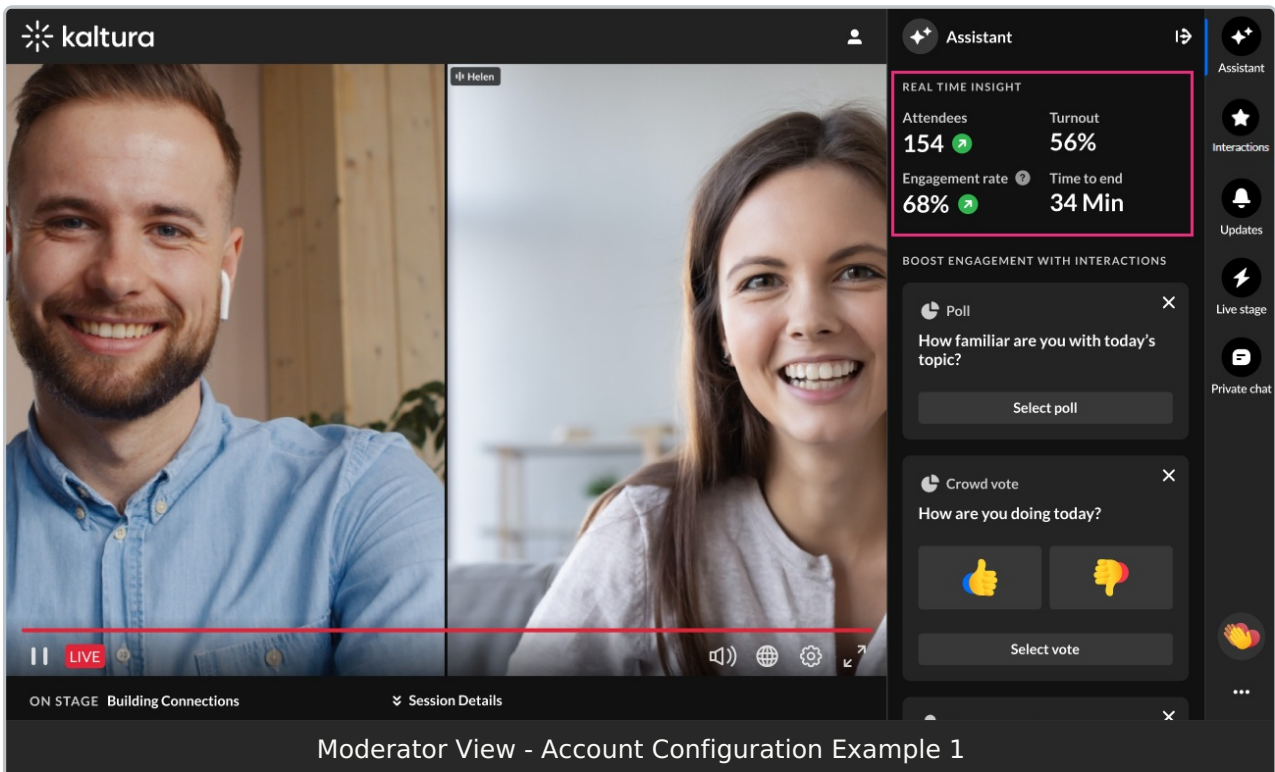 kaltura
Helen
LIVE
ON STAGE Building Connections
Session Details
Assistant
REAL TIME INSIGHT
Attendees Turnout
154 56%
Engagement rate ? Time to end
68% 34 Min
BOOST ENGAGEMENT WITH INTERACTIONS
Poll
How familiar are you with today's
topic?
Select poll
Crowd vote
How are you doing today?
Select vote
Assistant
Interactions
Updates
Live stage
Private chat
Moderator View - Account Configuration Example 1